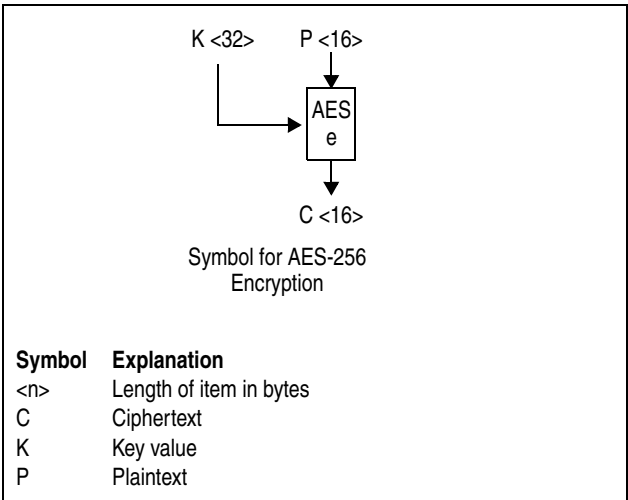 K <32> P <16>
AES
e
C <16>
Symbol for AES-256
Encryption
Symbol Explanation
<n> Length of item in bytes
C Ciphertext
K Key value
P Plaintext